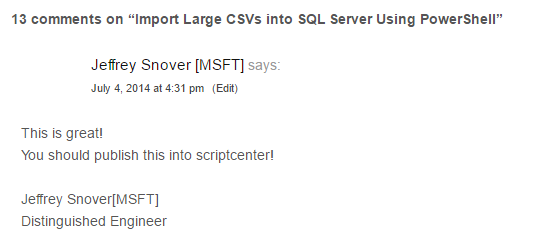 13 comments on “Import Large CSVs into SQL Server Using PowerShell”
Jeffrey Snover [MSFT] says:
July 4, 2014 at 4:31 pm (Edit)
This is great!
You should publish this into scriptcenter!
Jeffrey Snover[MSFT]
Distinguished Engineer